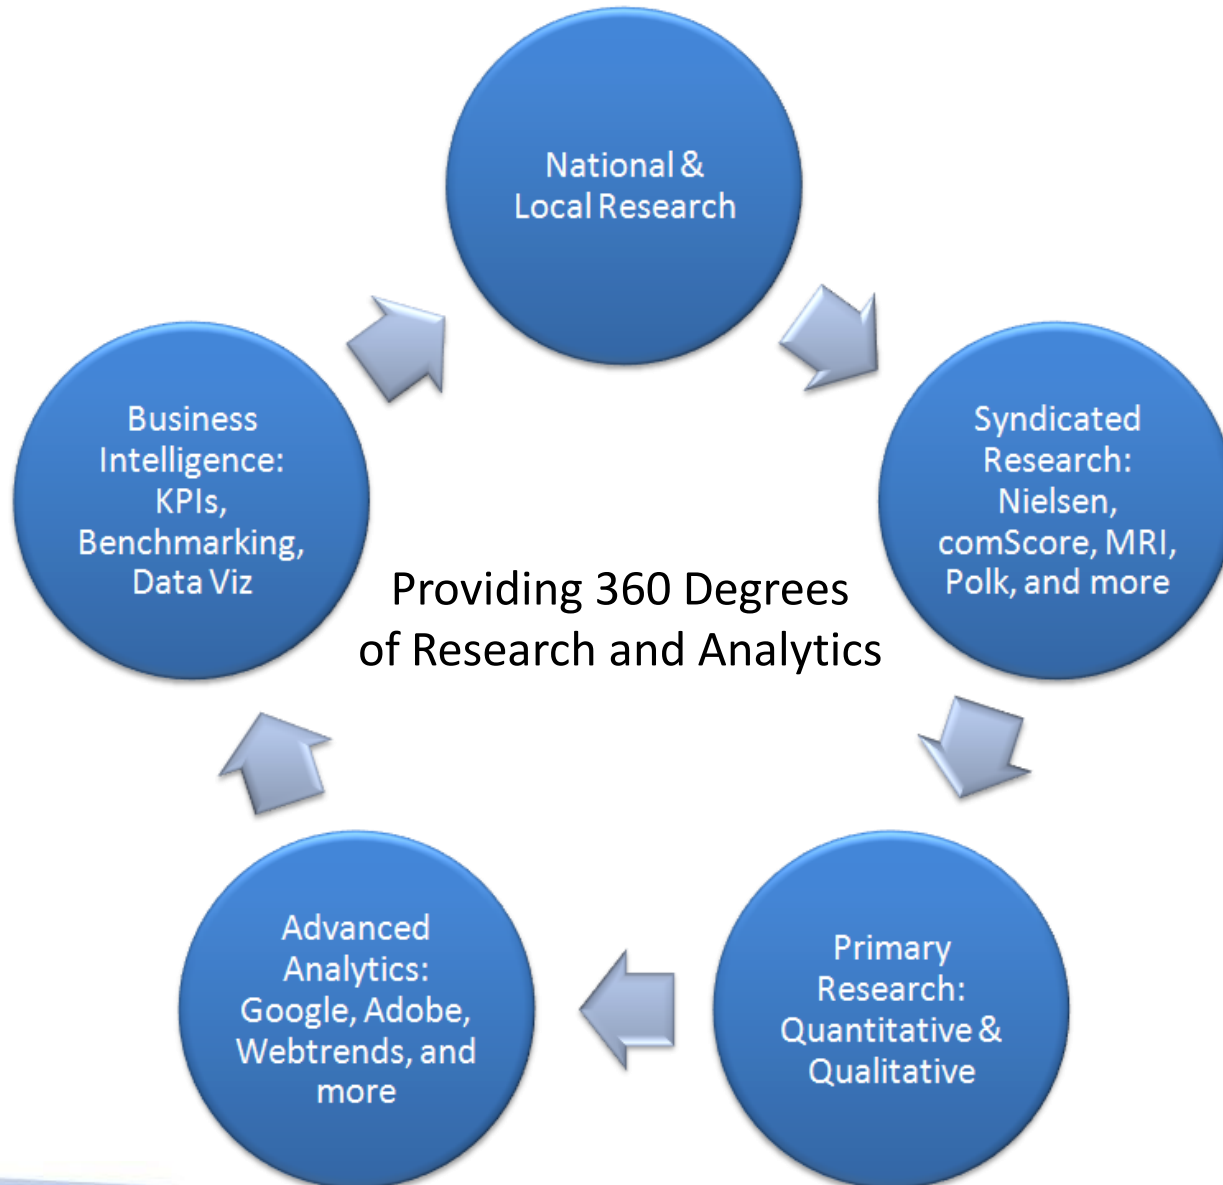 National &
Local Research
Syndicated
Research:
Nielsen,
comScore, MRI,
Polk, and more
Primary
Research:
Quantitative &
Qualitative
Advanced
Analytics:
Google, Adobe,
Webtrends, and
more
Business
Intelligence:
KPIs,
Benchmarking,
Data Viz
Providing 360 Degrees
of Research and Analytics